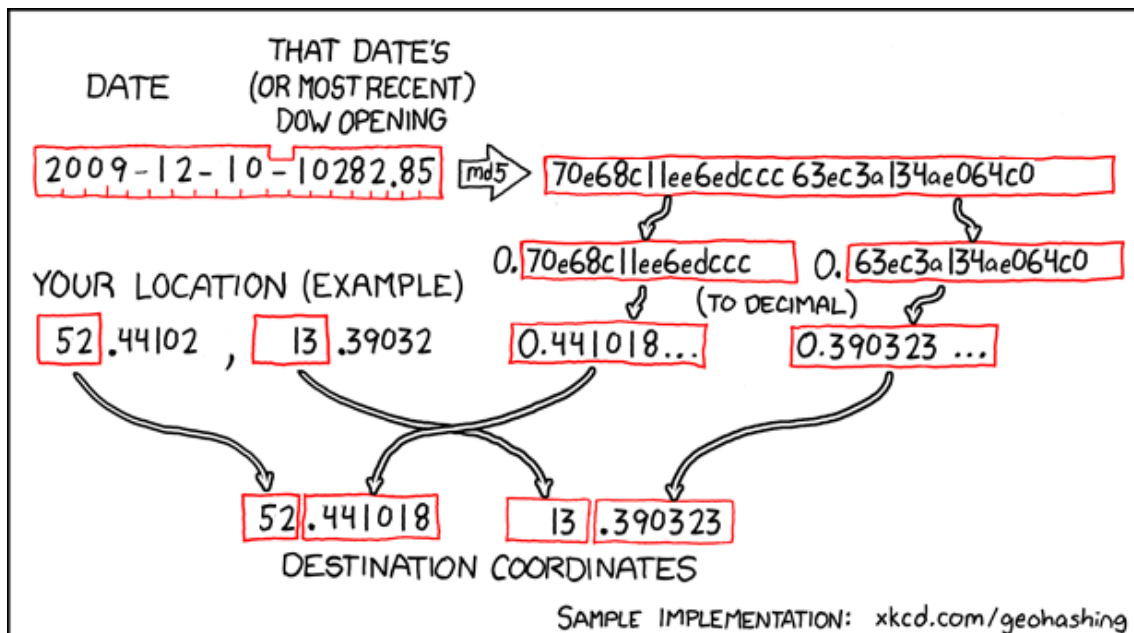 THAT DATE'S
DATE (OR MOST RECENT)
DOW OPENING
2009-12-10-10282.85 md5 70e68c11ee6edccc 63ec3a134ae064c0
0.70e68c11ee6edccc 0.63ec3a134ae064c0
YOUR LOCATION (EXAMPLE) (TO DECIMAL)
52.44102, 13.39032 0.441018... 0.390323...
52.441018 13.390323
DESTINATION COORDINATES
SAMPLE IMPLEMENTATION: xkcd.com/geohashing